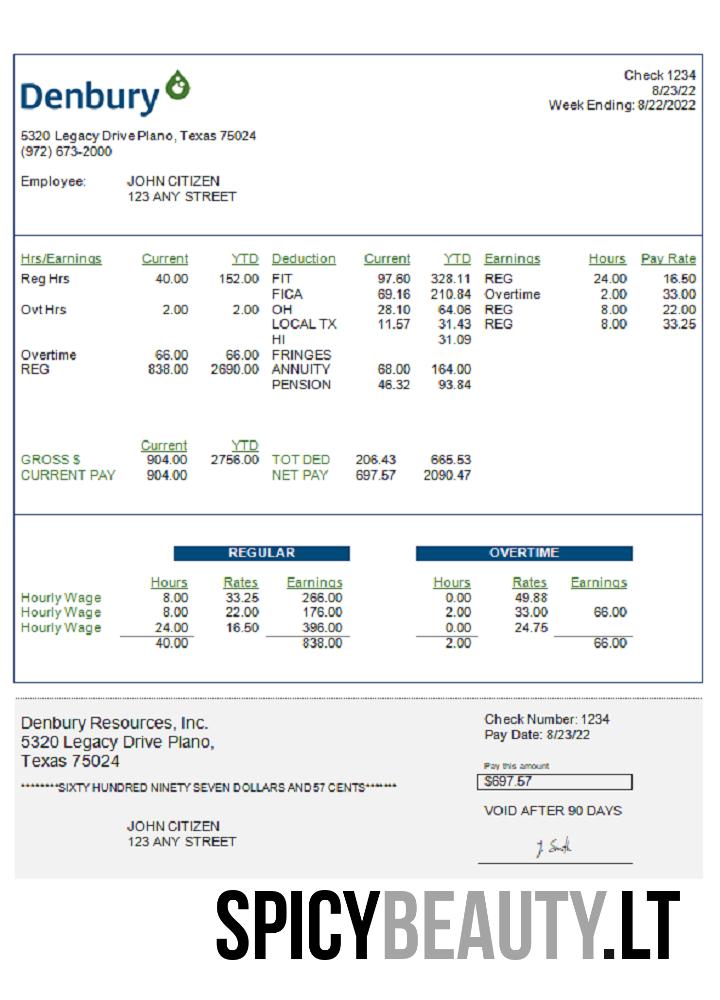 Denbury
Check 1234
8/23/22
Week Ending: 8/22/2022
5320 Legacy Drive Plano, Texas 75024
(972) 673-2000
Employee: JOHN CITIZEN
123 ANY STREET
Hrs/Earnings Current YTD Deduction Current YTD Earnings Hours Pay Rate
Reg Hrs 40.00 152.00 FIT 97.60 328.11 REG 24.00 16.50
FICA 69.16 210.84 Overtime 2.00 33.00
Ovt Hrs 2.00 2.00 OH 28.10 64.06 REG 8.00 22.00
LOCAL TX 11.57 31.43 REG 8.00 33.25
HI 31.09
Overtime 66.00 66.00 FRINGES
REG 838.00 2690.00 ANNUITY 68.00 164.00
PENSION 46.32 93.84
Current YTD
GROSS $ 904.00 2756.00 TOT DED 206.43 665.53
CURRENT PAY 904.00 NET PAY 697.57 2090.47
REGULAR OVERTIME
Hours Rates Earnings Hours Rates Earnings
Hourly Wage 8.00 33.25 266.00 0.00 49.88
Hourly Wage 8.00 22.00 176.00 2.00 33.00 66.00
Hourly Wage 24.00 16.50 396.00 0.00 24.75
40.00 838.00 2.00 66.00
Denbury Resources, Inc.
5320 Legacy Drive Plano,
Texas 75024
Check Number: 1234
Pay Date: 8/23/22
Pay this amount
$697.57
********SIXTY HUNDRED NINETY SEVEN DOLLARS AND 57 CENTS*******
VOID AFTER 90 DAYS
JOHN CITIZEN
123 ANY STREET
J. Smith
SPICYBEAUTY.LT